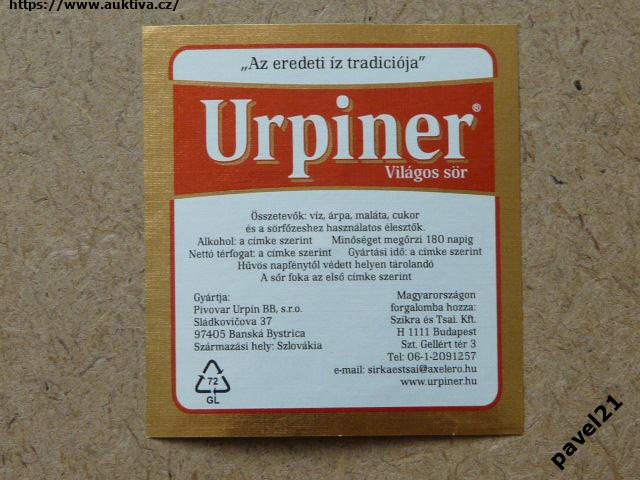 https://www.auktiva.cz/
„Az eredeti íz tradiciója”
Urpiner®
Világos sör
Összetevők: víz, árpa, maláta, cukor
és a sörfőzeshez használatos élesztők.
Alkohol: a címke szerint Minőséget megőrzi 180 napig
Nettó térfogat: a címke szerint Gyártási idő: a címke szerint
Hűvös napfénytől védett helyen tárolandó
A sőr foka az első címke szerint
Gyártja:
Pivovar Urpín BB, s.r.o.
Sládkovičova 37
97405 Banská Bystrica
Származási hely: Szlovákia
Magyarországon
forgalomba hozza:
Szikra és Tsai. Kft.
H 1111 Budapest
Szt. Gellért tér 3
Tel: 06-1-2091257
e-mail: sirkaestsai@axelero.hu
www.urpiner.hu
72
GL
pavel21